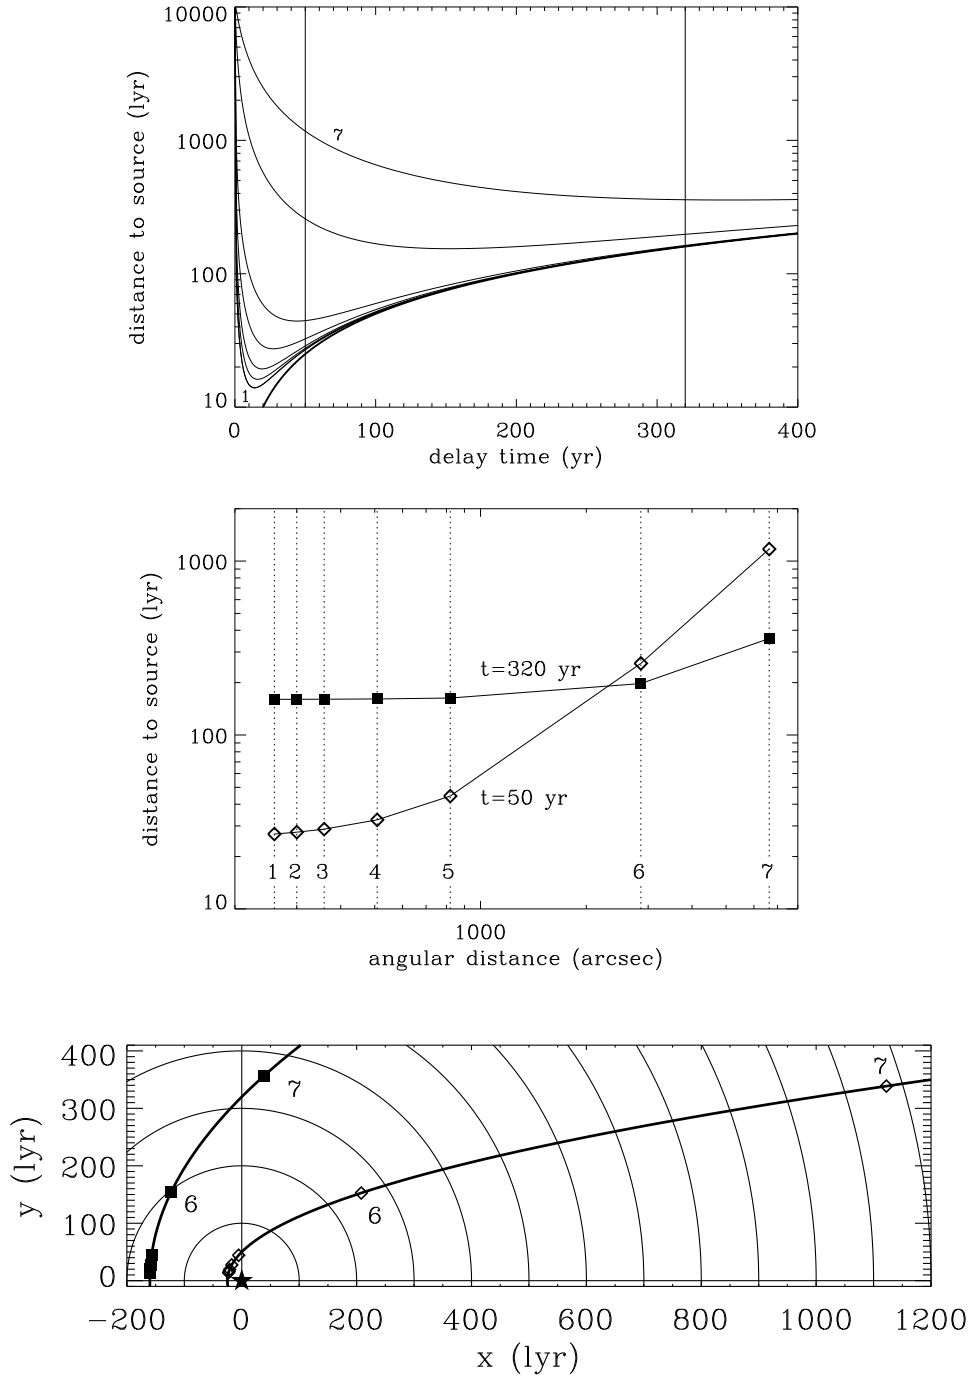 10000
1000
100
10
distance to source (lyr)
7
1
0 100 200 300 400
delay time (yr)
1000
100
10
distance to source (lyr)
t=320 yr
t=50 yr
1 2 3 4 5 6 7
1000
angular distance (arcsec)
400
300
200
100
0
y (lyr)
7
7
6
6
−200 0 200 400 600 800 1000 1200
x (lyr)